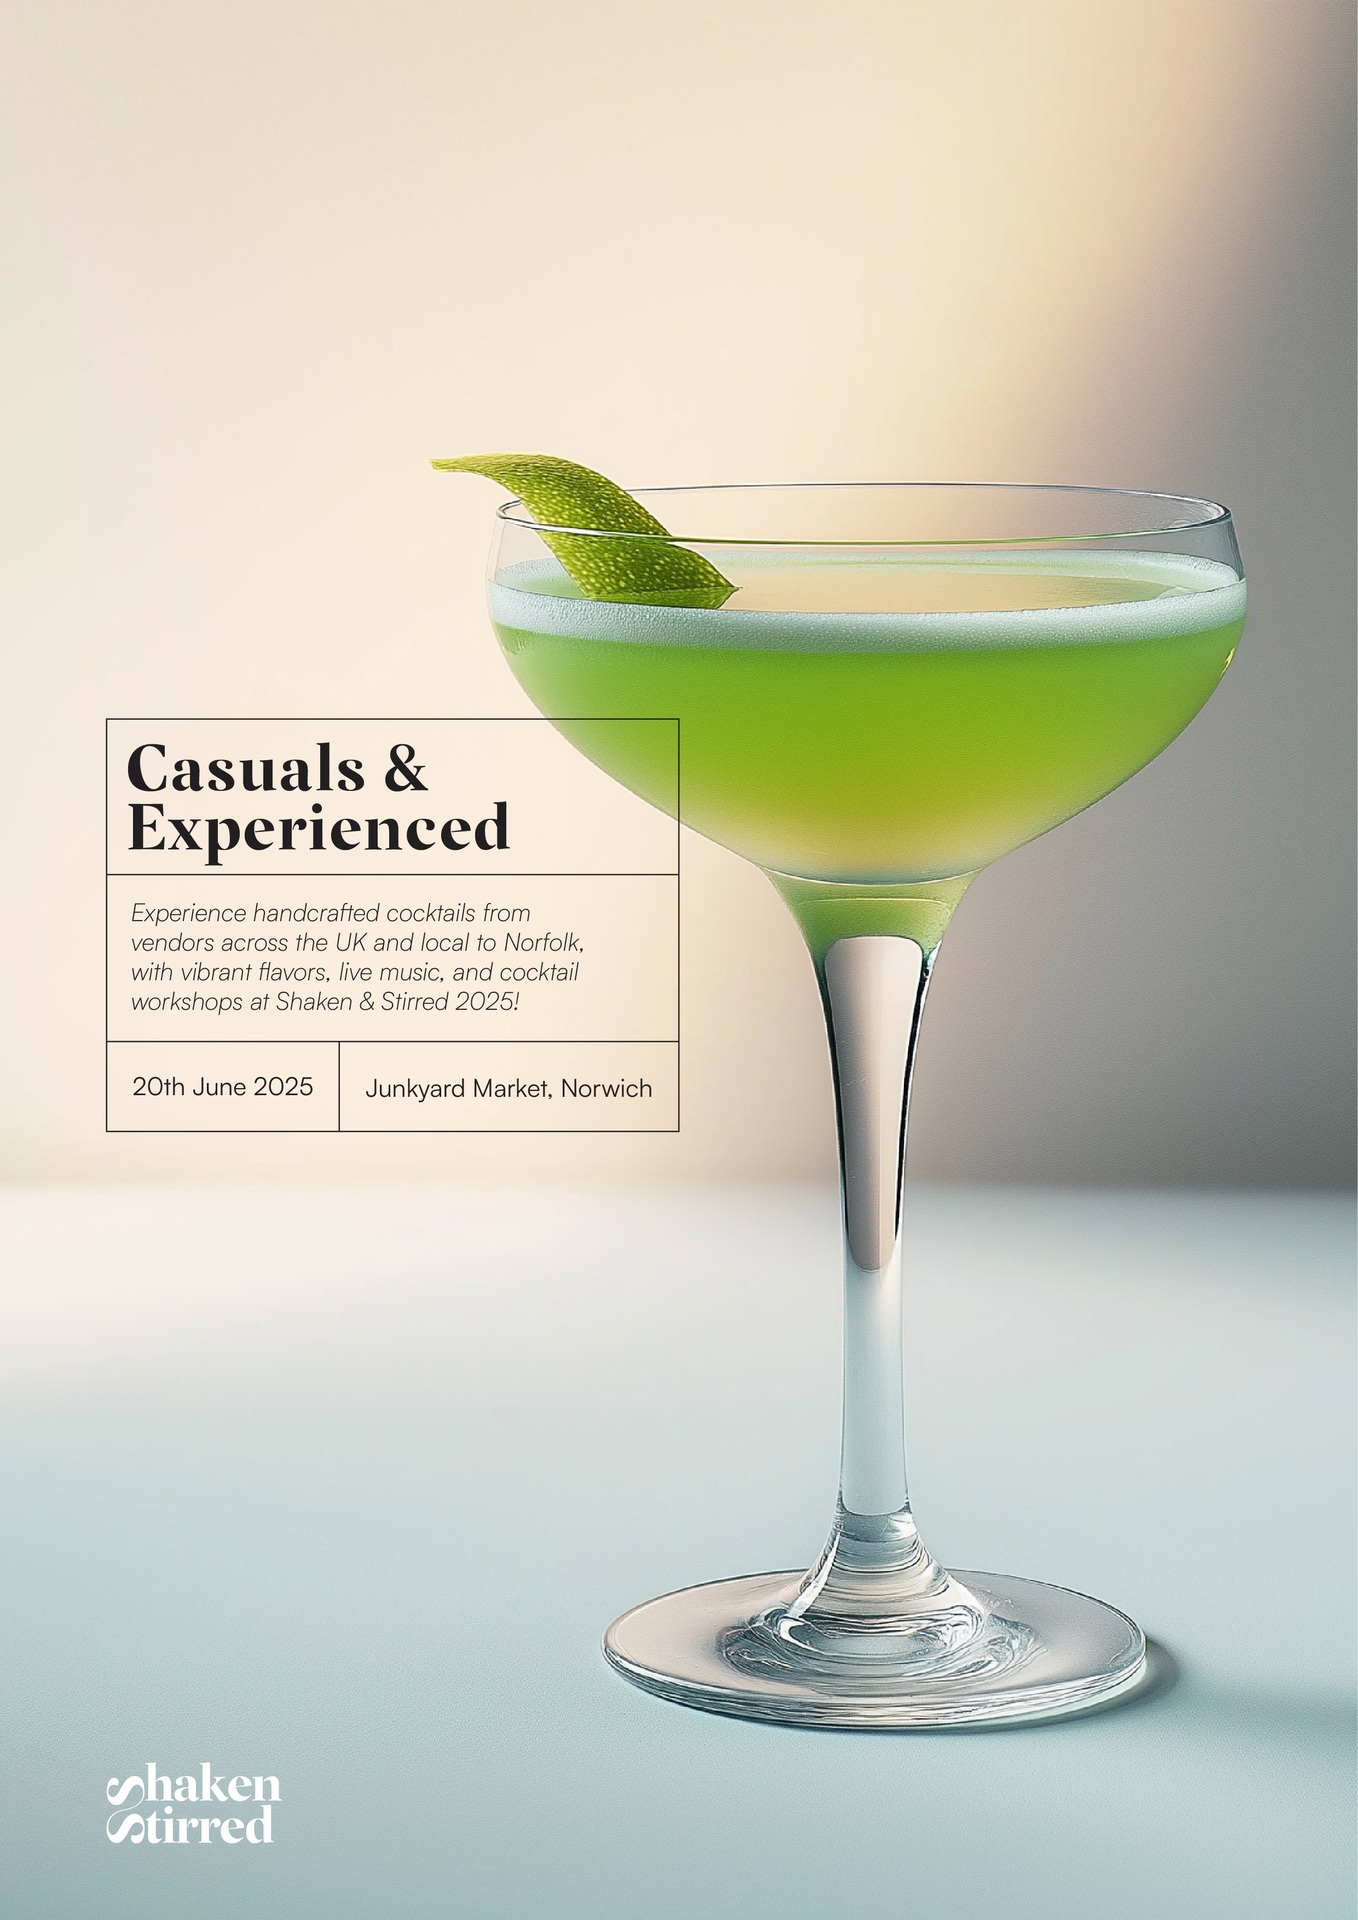 Casuals &
Experienced
Experience handcrafted cocktails from
vendors across the UK and local to Norfolk,
with vibrant flavors, live music, and cocktail
workshops at Shaken & Stirred 2025!
20th June 2025
Junkyard Market, Norwich
Shaken
Stirred